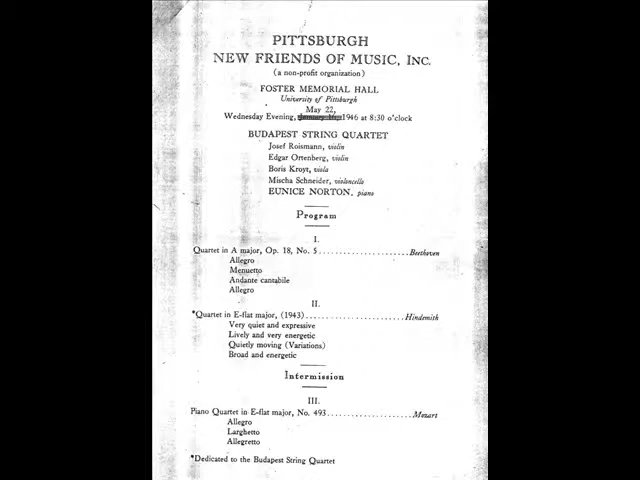 PITTSBURGH
NEW FRIENDS OF MUSIC, INC.
(a non-profit organization)
FOSTER MEMORIAL HALL
University of Pittsburgh
May 22,
Wednesday Evening, 1946 at 8:30 o'clock
BUDAPEST STRING QUARTET
Josef Roismann, violin
Edgar Ortenberg, violin
Boris Kroyt, viola
Mischa Schneider, violoncello
EUNICE NORTON, piano
Program
I.
Quartet in A major, Op. 18, No. 5......................Beethoven
Allegro
Menuetto
Andante cantabile
Allegro
II.
*Quartet in E-flat major, (1943)........................Hindemith
Very quiet and expressive
Lively and very energetic
Quietly moving (Variations)
Broad and energetic
Intermission
III.
Piano Quartet in E-flat major, No. 493....................Mozart
Allegro
Larghetto
Allegretto
*Dedicated to the Budapest String Quartet